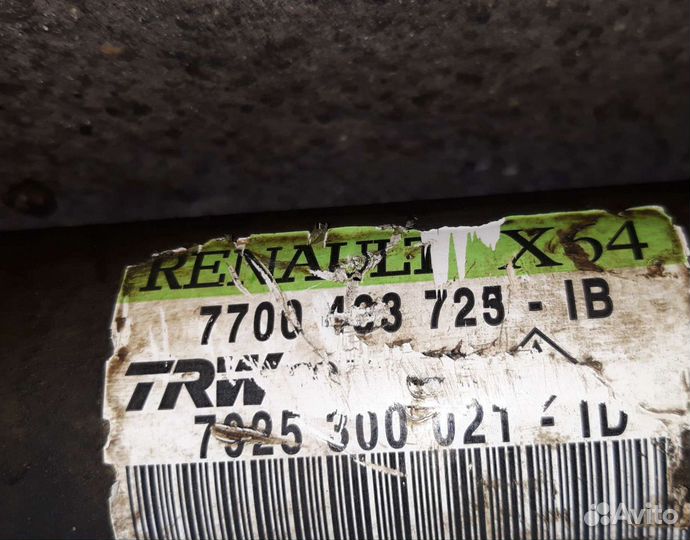 RENAULT X64
7700 433 725 - IB
TRW
7925 300 021 - ID
Avito